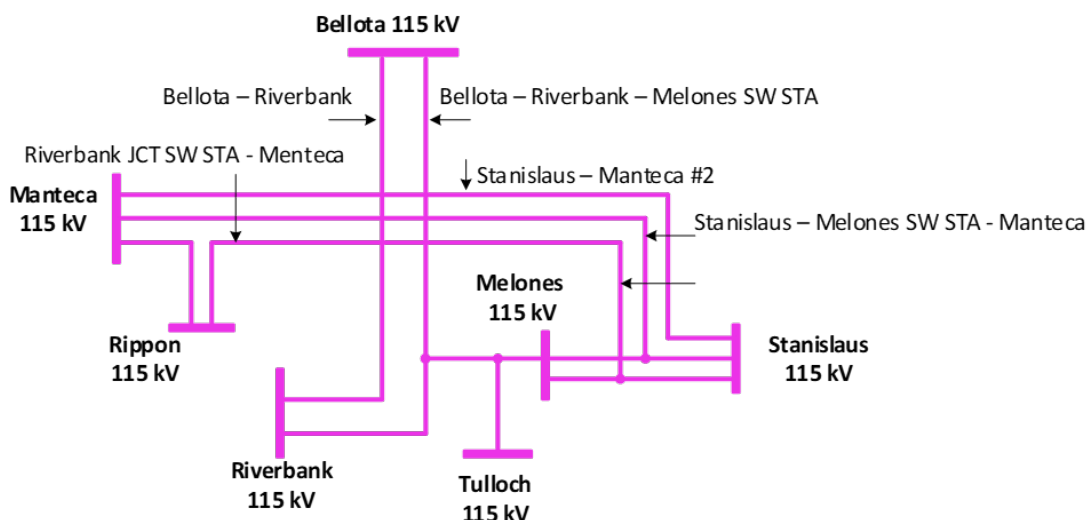 Bellota 115 kV
Bellota – Riverbank
Bellota – Riverbank – Melones SW STA
Riverbank JCT SW STA - Menteca
Stanislaus – Manteca #2
Manteca
115 kV
Stanislaus – Melones SW STA - Manteca
Melones
115 kV
Rippon
115 kV
Stanislaus
115 kV
Riverbank
115 kV
Tulloch
115 kV